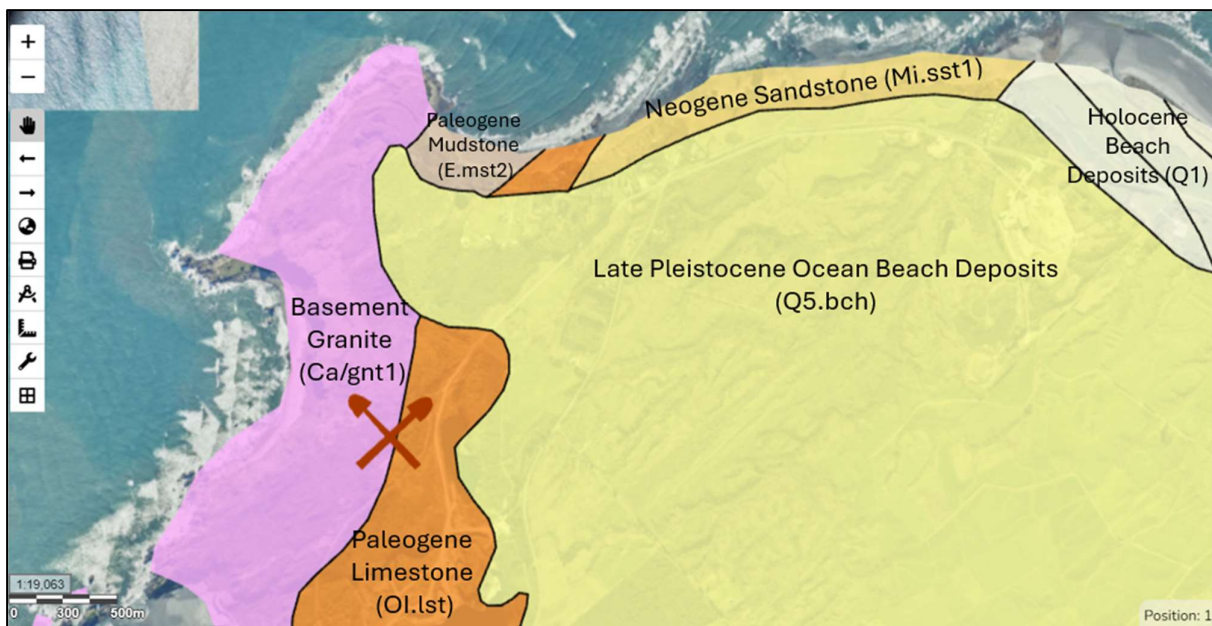 +
−
Neogene Sandstone (Mi.sst1)
Paleogene
Mudstone
(E.mst2)
Holocene
Beach
Deposits (Q1)
Late Pleistocene Ocean Beach Deposits
(Q5.bch)
Basement
Granite
(Ca/gnt1)
Paleogene
Limestone
(OI.lst)
1:19,063
0 300 500m
Position: 1